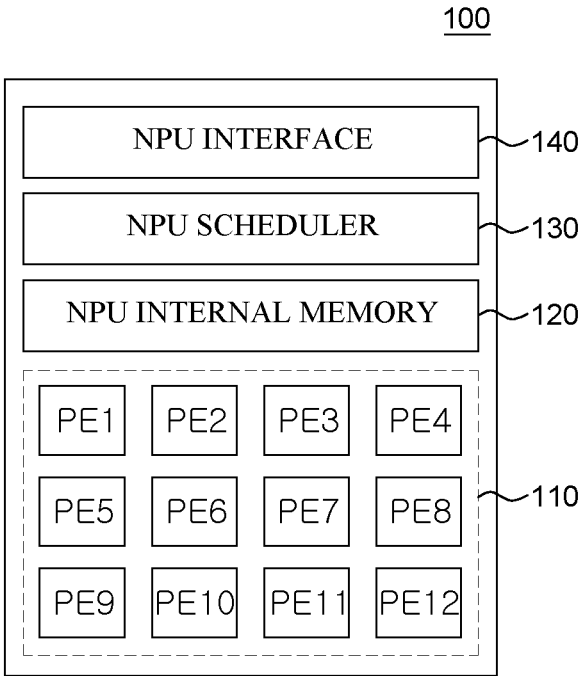 100
NPU INTERFACE 140
NPU SCHEDULER 130
NPU INTERNAL MEMORY 120
PE1 PE2 PE3 PE4
PE5 PE6 PE7 PE8 110
PE9 PE10 PE11 PE12